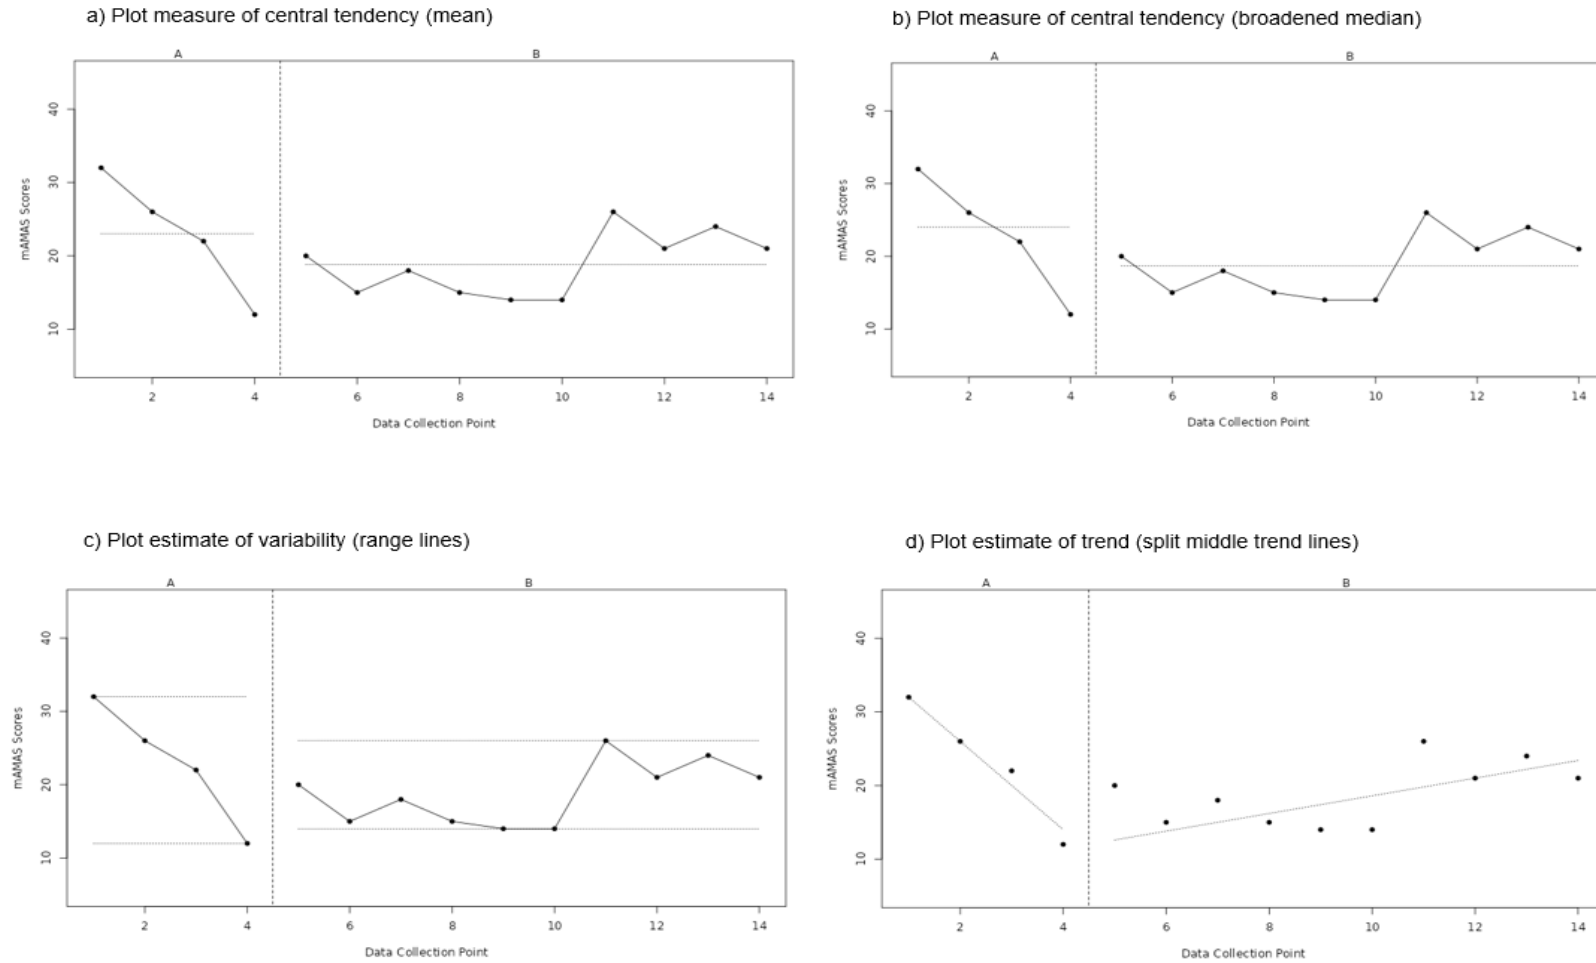 a) Plot measure of central tendency (mean)
A B
40
30
20
10
mAMAS Scores
2 4 6 8 10 12 14
Data Collection Point
b) Plot measure of central tendency (broadened median)
A B
40
30
20
10
mAMAS Scores
2 4 6 8 10 12 14
Data Collection Point
c) Plot estimate of variability (range lines)
A B
40
30
20
10
mAMAS Scores
2 4 6 8 10 12 14
Data Collection Point
d) Plot estimate of trend (split middle trend lines)
A B
40
30
20
10
mAMAS Scores
2 4 6 8 10 12 14
Data Collection Point